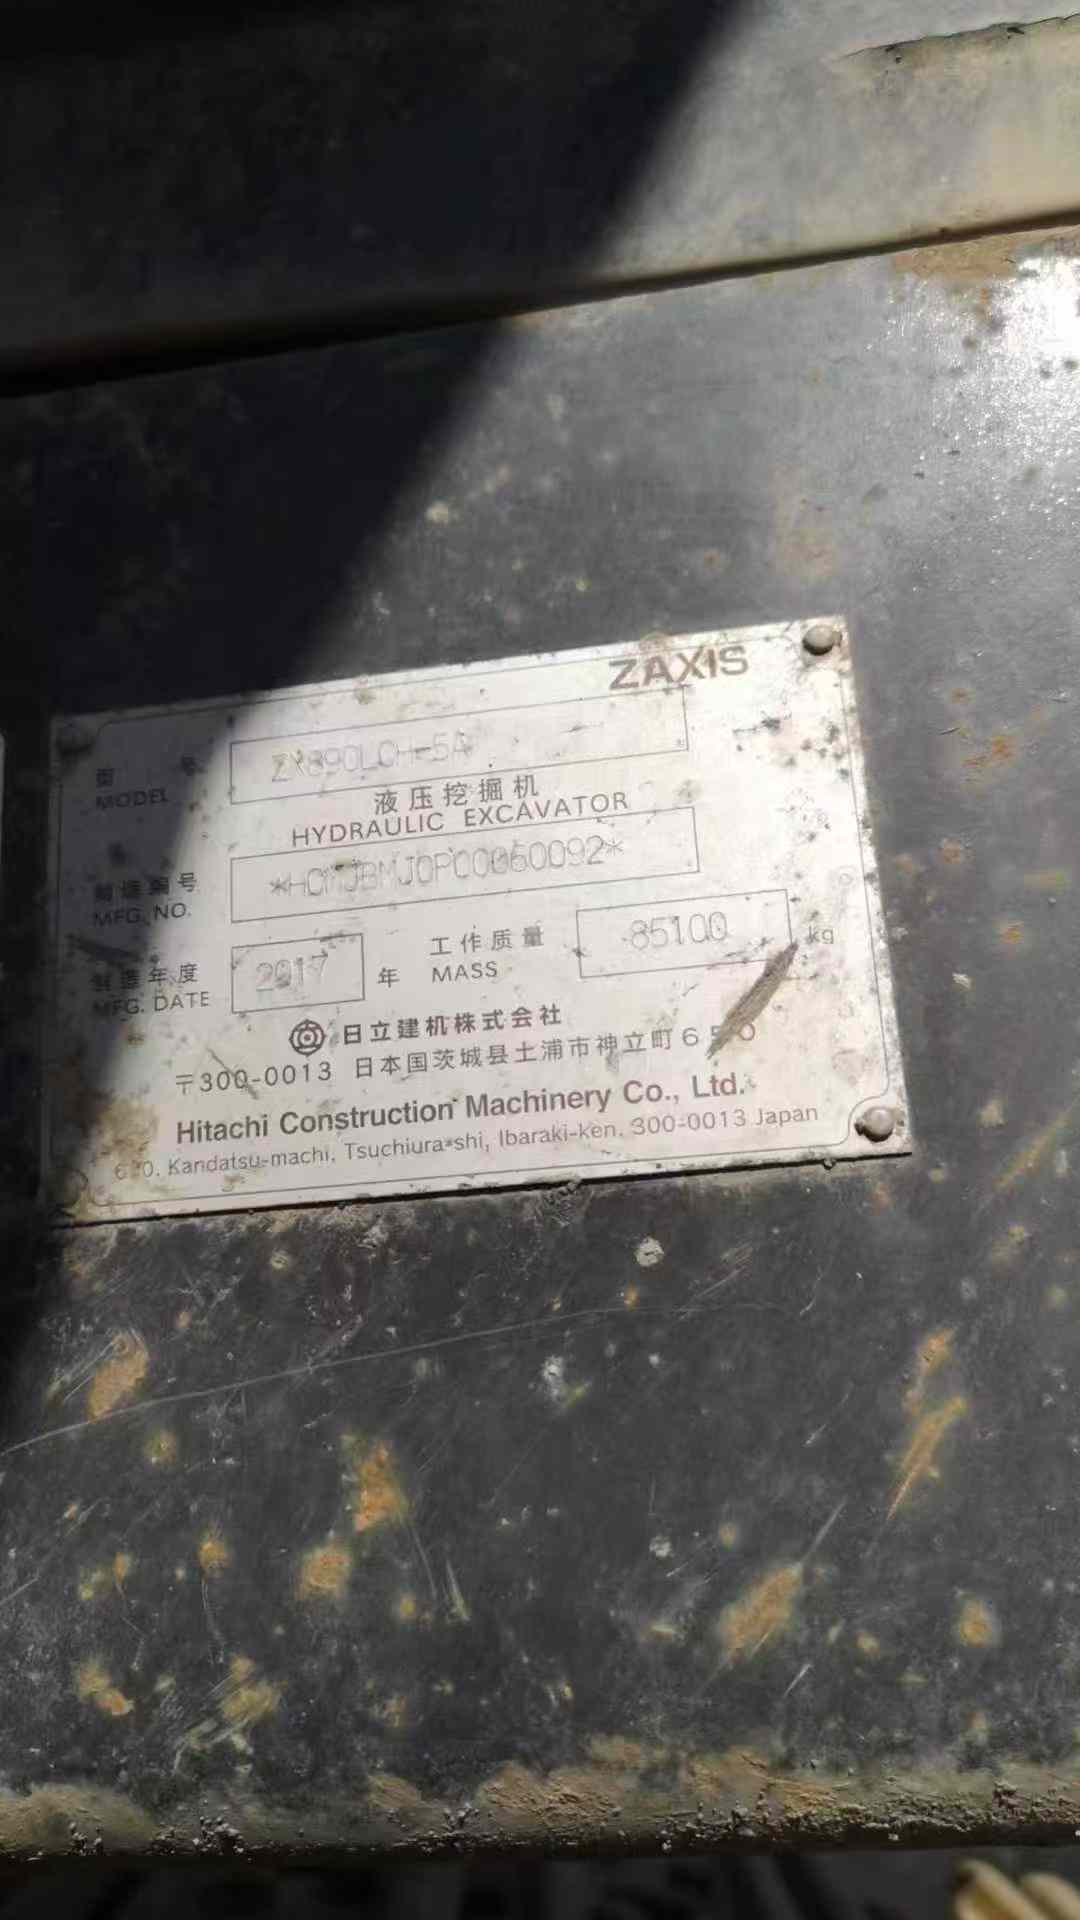 ZAXIS
型 号 ZX890LCH-5A
MODEL
液压挖掘机
HYDRAULIC EXCAVATOR
制造编号
MFG. NO. *HCMJBMJ0P00060092*
制造年度 2017 年 工作质量 85100 kg
MFG. DATE MASS
日立建机株式会社
〒300-0013 日本国茨城县土浦市神立町650
Hitachi Construction Machinery Co., Ltd.
650, Kandatsu-machi, Tsuchiura-shi, Ibaraki-ken, 300-0013 Japan